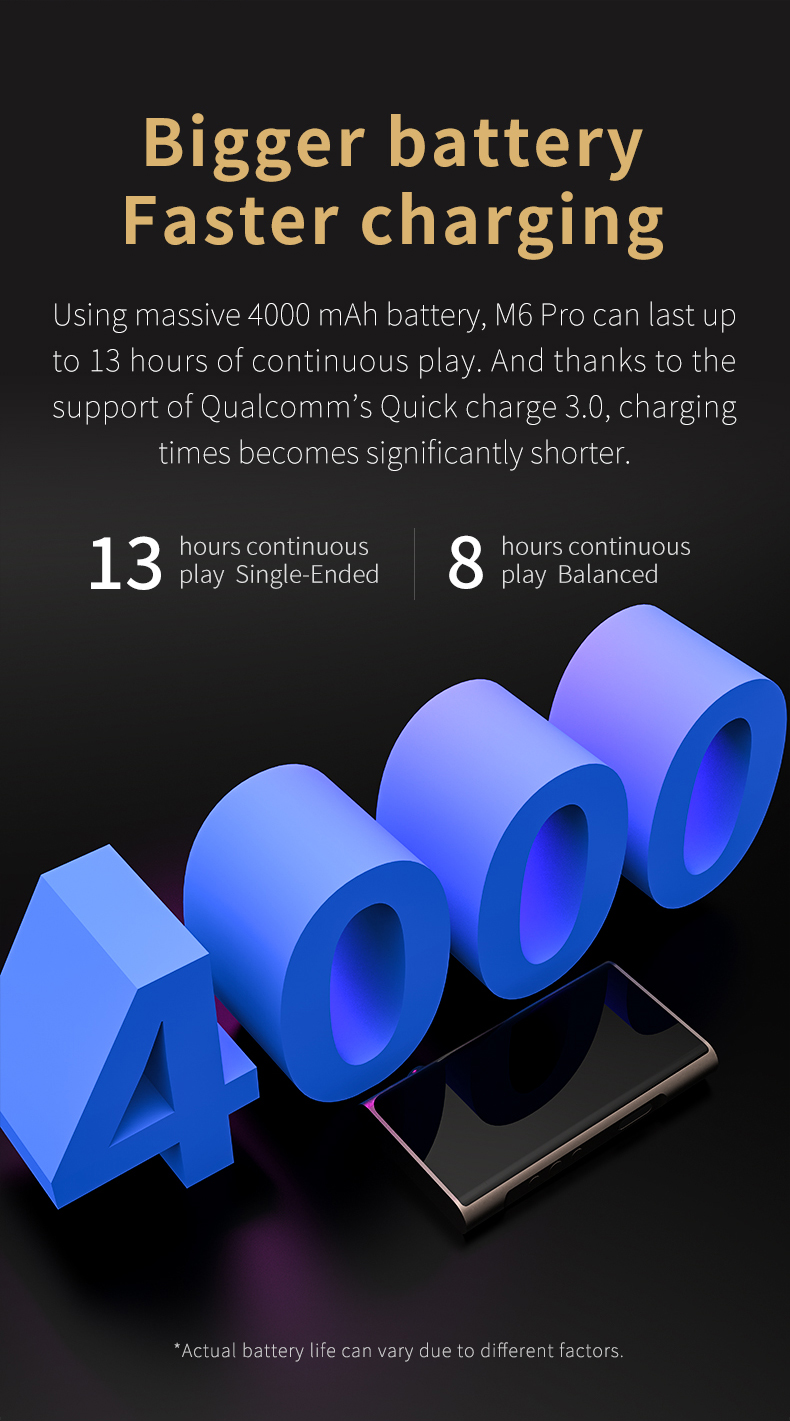 Bigger battery
Faster charging
Using massive 4000 mAh battery, M6 Pro can last up
to 13 hours of continuous play. And thanks to the
support of Qualcomm’s Quick charge 3.0, charging
times becomes significantly shorter.
13 hours continuous play Single-Ended
8 hours continuous play Balanced
4000
*Actual battery life can vary due to different factors.